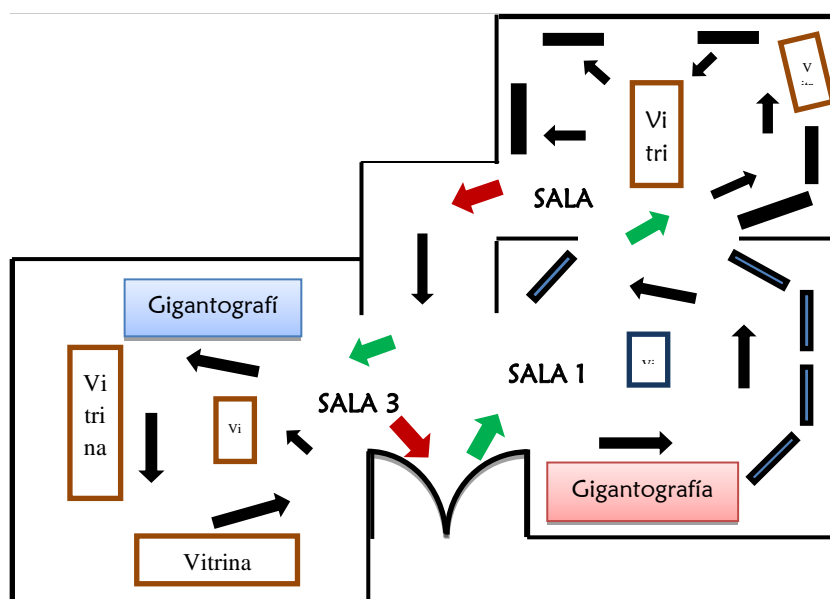 V
Vi
tri
SALA
Gigantografí
Vi
tri
na
SALA 1
SALA 3
Vi
Gigantografía
Vitrina